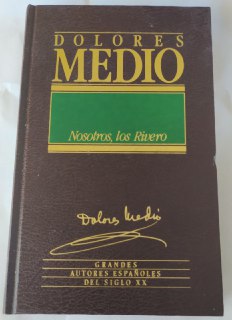 DOLORES
MEDIO
Nosotros, los Rivero
Dolores Medio
GRANDES
AUTORES ESPAÑOLES
DEL SIGLO XX